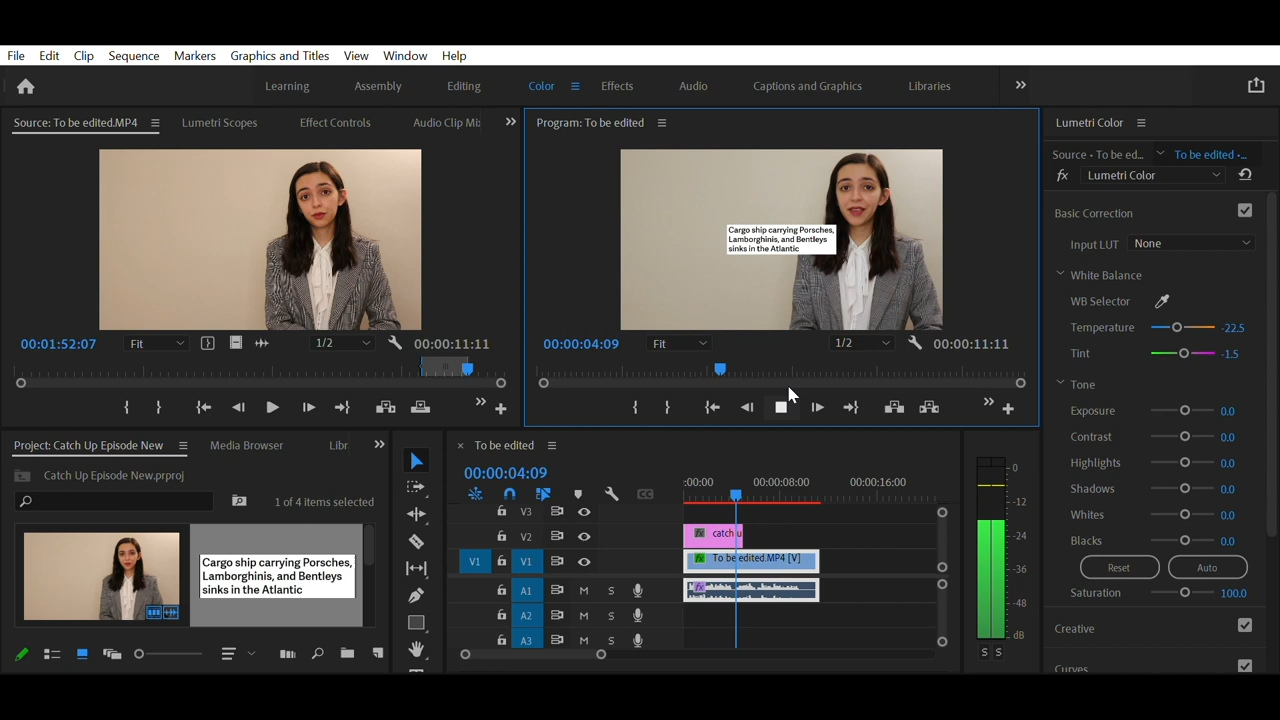 File Edit Clip Sequence Markers Graphics and Titles View Window Help
Learning Assembly Editing Color Effects Audio Captions and Graphics Libraries
Source: To be edited.MP4 Lumetri Scopes Effect Controls Audio Clip Mi
Program: To be edited
Lumetri Color
Source • To be ed... To be edited •...
fx Lumetri Color
Basic Correction
Input LUT None
White Balance
WB Selector
Temperature -22.5
Tint -1.5
Tone
Exposure 0.0
Contrast 0.0
Highlights 0.0
Shadows 0.0
Whites 0.0
Blacks 0.0
Reset Auto
Saturation 100.0
Creative
Curves
Cargo ship carrying Porsches,
Lamborghinis, and Bentleys
sinks in the Atlantic
00:01:52:07 Fit 1/2 00:00:11:11
00:00:04:09 Fit 1/2 00:00:11:11
Project: Catch Up Episode New Media Browser Libr
Catch Up Episode New.prproj
1 of 4 items selected
Cargo ship carrying Porsches,
Lamborghinis, and Bentleys
sinks in the Atlantic
× To be edited
00:00:04:09
:00:00 00:00:08:00 00:00:16:00
V3
V2 fx catch u
V1 V1 fx To be edited.MP4 [V]
A1 M S fx
A2 M S
A3 M S
0
-12
-24
-36
-48
dB
S S